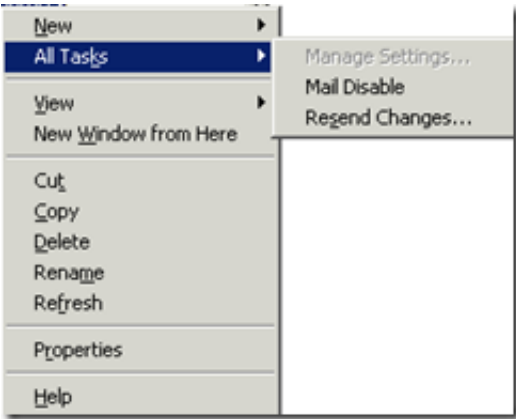 New
All Tasks
Manage Settings...
Mail Disable
Resend Changes...
View
New Window from Here
Cut
Copy
Delete
Rename
Refresh
Properties
Help